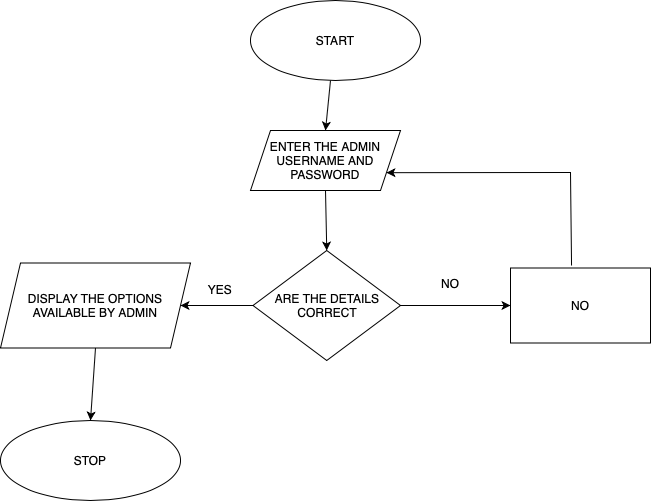 START
ENTER THE ADMIN
USERNAME AND
PASSWORD
YES
NO
DISPLAY THE OPTIONS
AVAILABLE BY ADMIN
ARE THE DETAILS
CORRECT
NO
STOP